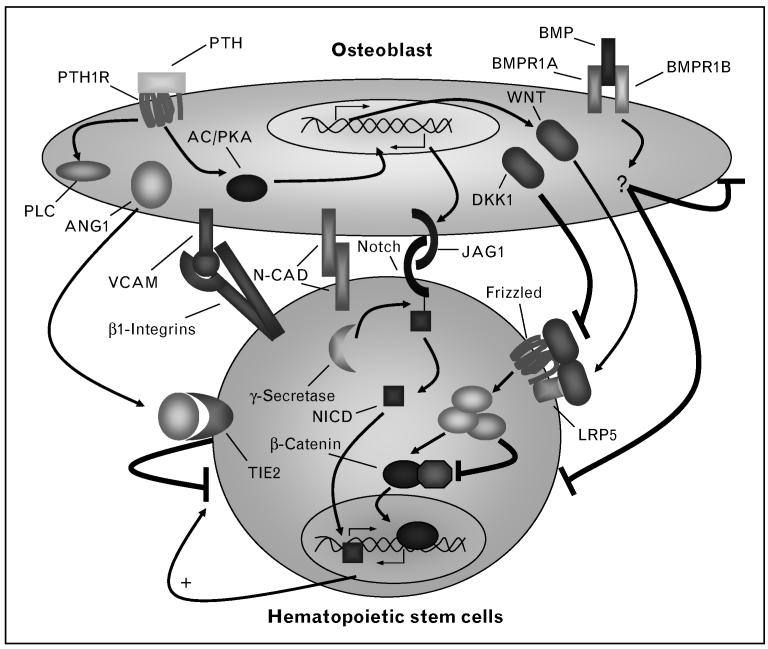 PTH
Osteoblast
BMP
BMPR1A
BMPR1B
PTH1R
WNT
AC/PKA
?
DKK1
PLC
ANG1
VCAM
N-CAD
Notch
JAG1
β1-Integrins
Frizzled
γ-Secretase
NICD
LRP5
β-Catenin
TIE2
+
Hematopoietic stem cells